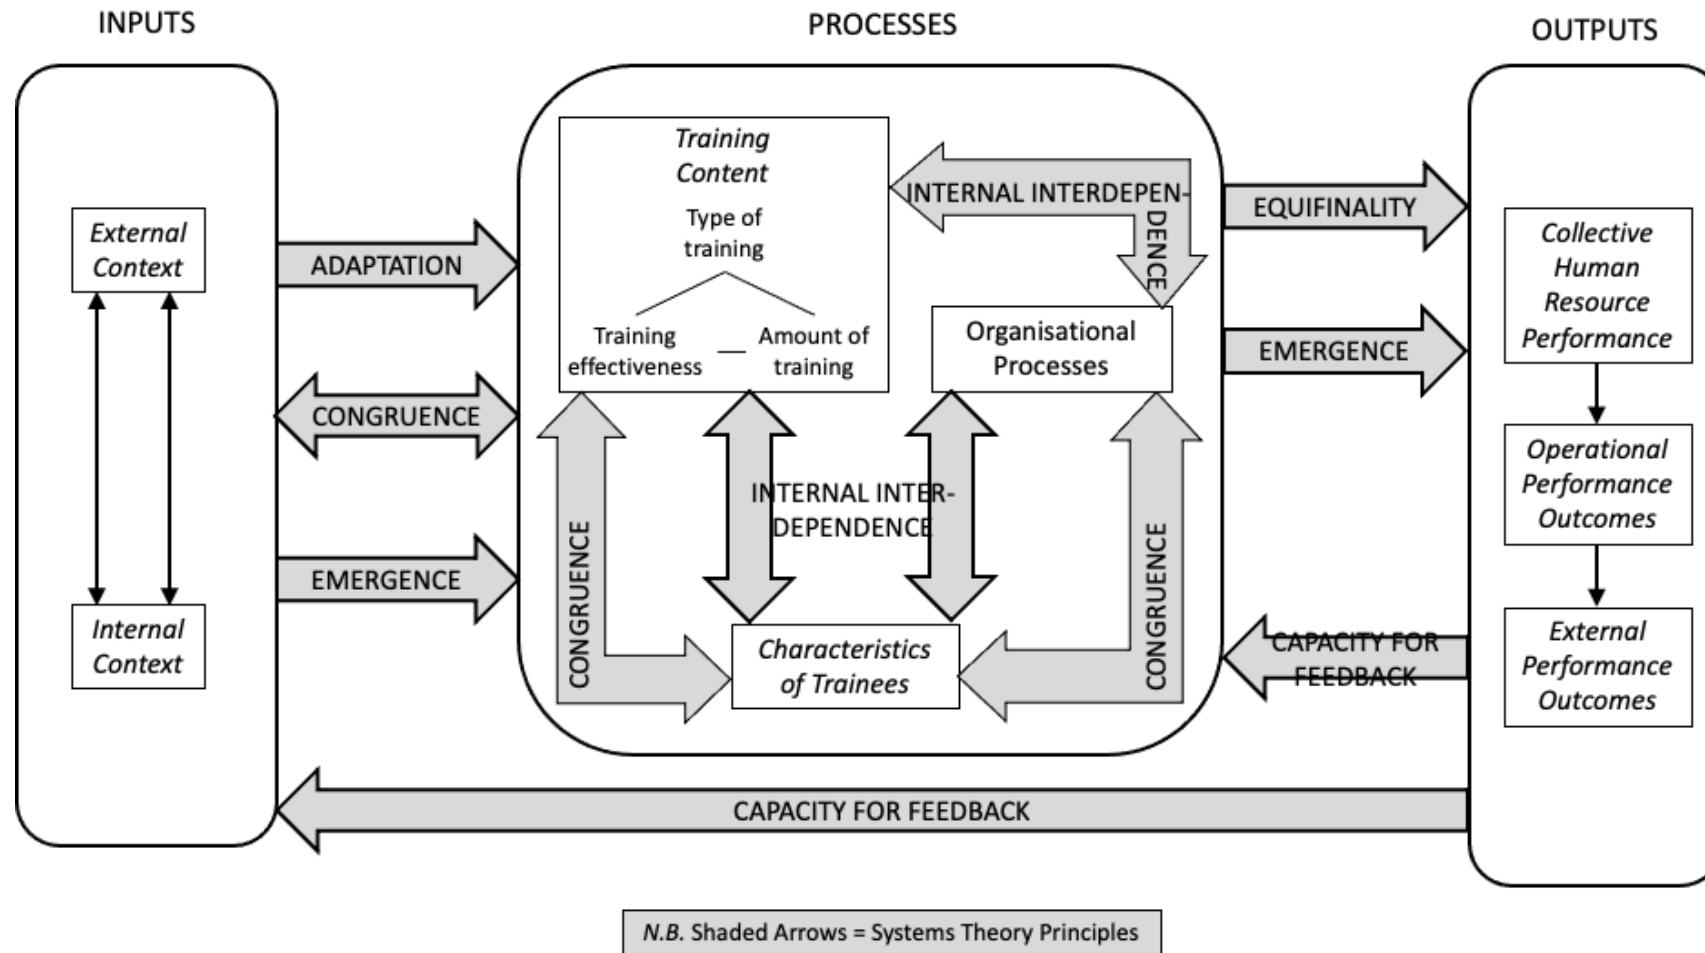 INPUTS
PROCESSES
OUTPUTS
External
Context
Internal
Context
ADAPTATION
CONGRUENCE
EMERGENCE
Training
Content
Type of
training
Training
effectiveness
Amount of
training
INTERNAL INTERDEPEN-
DENCE
Organisational
Processes
INTERNAL INTER-
DEPENDENCE
CONGRUENCE
CONGRUENCE
Characteristics
of Trainees
EQUIFINALITY
EMERGENCE
CAPACITY FOR
FEEDBACK
Collective
Human
Resource
Performance
Operational
Performance
Outcomes
External
Performance
Outcomes
CAPACITY FOR FEEDBACK
N.B. Shaded Arrows = Systems Theory Principles